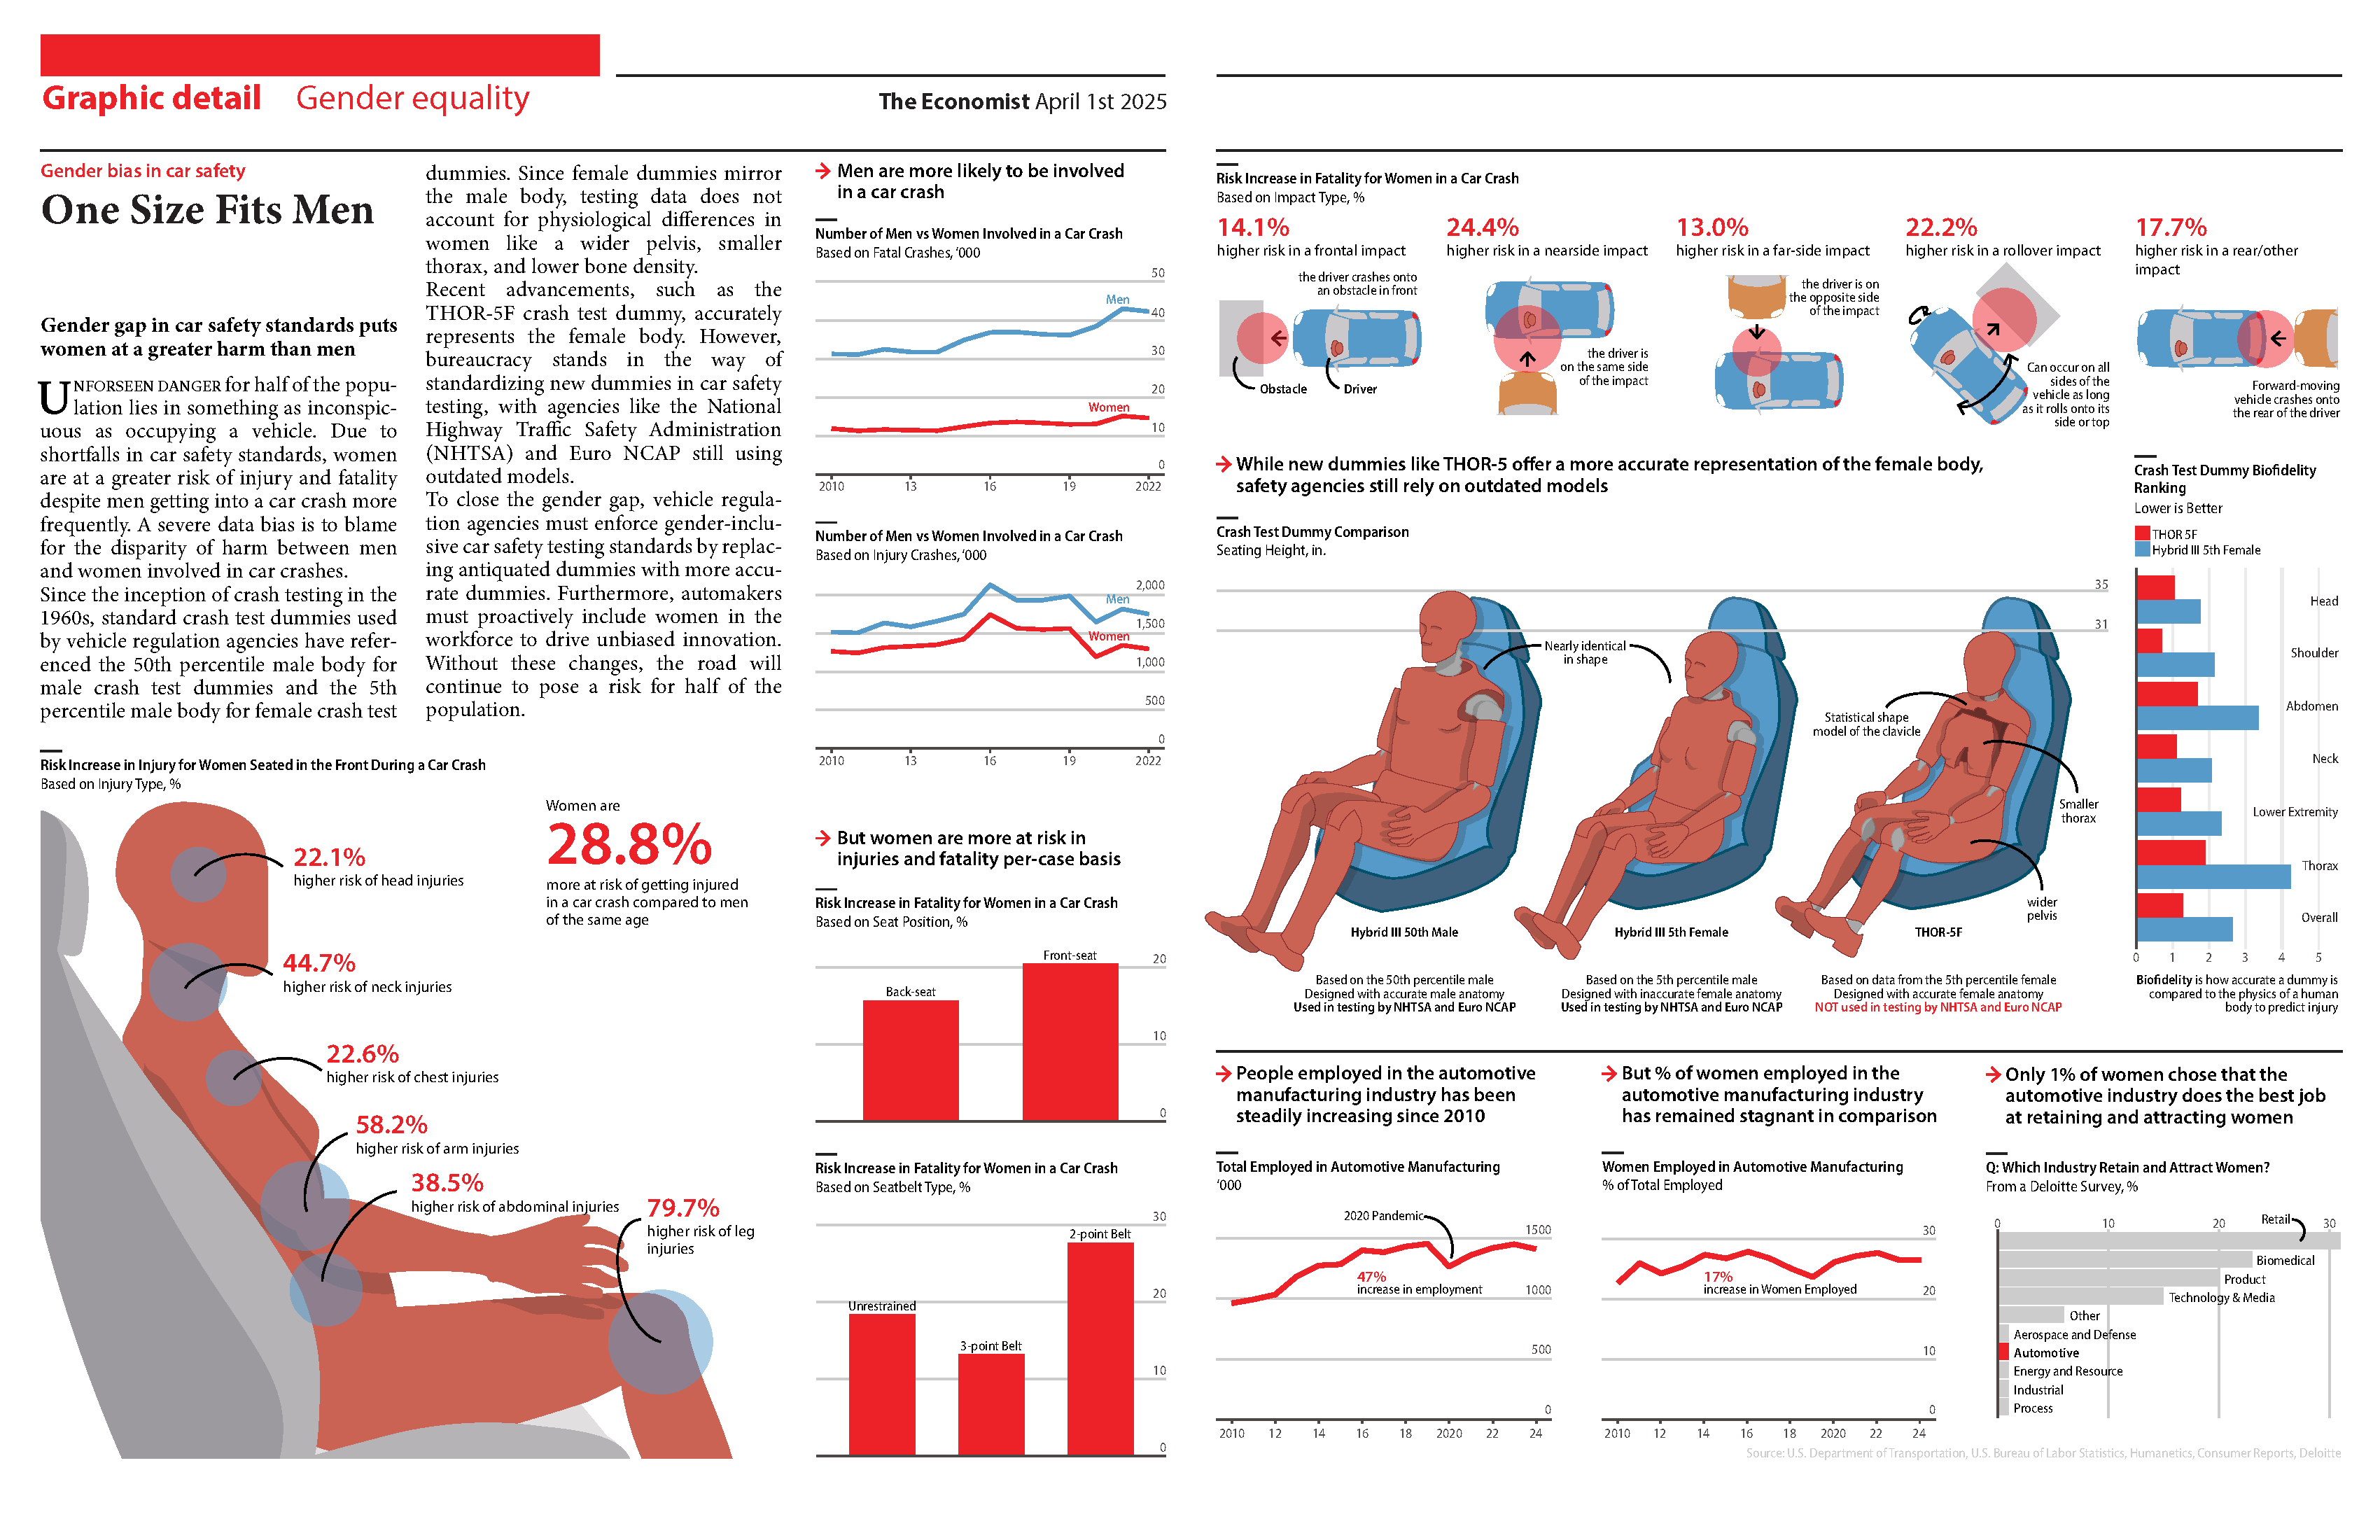 Graphic detail Gender equality
The Economist April 1st 2025
Gender bias in car safety
One Size Fits Men
Gender gap in car safety standards puts
women at a greater harm than men
UNFORSEEN DANGER for half of the popu-
lation lies in something as inconspic-
uous as occupying a vehicle. Due to
shortfalls in car safety standards, women
are at a greater risk of injury and fatality
despite men getting into a car crash more
frequently. A severe data bias is to blame
for the disparity of harm between men
and women involved in car crashes.
Since the inception of crash testing in the
1960s, standard crash test dummies used
by vehicle regulation agencies have refer-
enced the 50th percentile male body for
male crash test dummies and the 5th
percentile male body for female crash test
dummies. Since female dummies mirror
the male body, testing data does not
account for physiological differences in
women like a wider pelvis, smaller
thorax, and lower bone density.
Recent advancements, such as the
THOR-5F crash test dummy, accurately
represents the female body. However,
bureaucracy stands in the way of
standardizing new dummies in car safety
testing, with agencies like the National
Highway Traffic Safety Administration
(NHTSA) and Euro NCAP still using
outdated models.
To close the gender gap, vehicle regula-
tion agencies must enforce gender-inclu-
sive car safety testing standards by replac-
ing antiquated dummies with more accu-
rate dummies. Furthermore, automakers
must proactively include women in the
workforce to drive unbiased innovation.
Without these changes, the road will
continue to pose a risk for half of the
population.
Risk Increase in Injury for Women Seated in the Front During a Car Crash
Based on Injury Type, %
Women are
28.8%
more at risk of getting injured
in a car crash compared to men
of the same age
22.1%
higher risk of head injuries
44.7%
higher risk of neck injuries
22.6%
higher risk of chest injuries
58.2%
higher risk of arm injuries
38.5%
higher risk of abdominal injuries
79.7%
higher risk of leg
injuries
→ Men are more likely to be involved
in a car crash
Number of Men vs Women Involved in a Car Crash
Based on Fatal Crashes, ‘000
50
Men
40
30
20
Women
10
0
2010 13 16 19 2022
Number of Men vs Women Involved in a Car Crash
Based on Injury Crashes, ‘000
2,000
Men
1,500
Women
1,000
500
0
2010 13 16 19 2022
→ But women are more at risk in
injuries and fatality per-case basis
Risk Increase in Fatality for Women in a Car Crash
Based on Seat Position, %
Front-seat 20
Back-seat
10
0
Risk Increase in Fatality for Women in a Car Crash
Based on Seatbelt Type, %
30
2-point Belt
20
Unrestrained
3-point Belt
10
0
Risk Increase in Fatality for Women in a Car Crash
Based on Impact Type, %
14.1%
higher risk in a frontal impact
the driver crashes onto
an obstacle in front
Obstacle Driver
24.4%
higher risk in a nearside impact
the driver is
on the same side
of the impact
13.0%
higher risk in a far-side impact
the driver is on
the opposite side
of the impact
22.2%
higher risk in a rollover impact
Can occur on all
sides of the
vehicle as long
as it rolls onto its
side or top
17.7%
higher risk in a rear/other
impact
Forward-moving
vehicle crashes onto
the rear of the driver
→ While new dummies like THOR-5 offer a more accurate representation of the female body,
safety agencies still rely on outdated models
Crash Test Dummy Comparison
Seating Height, in.
35
31
Nearly identical
in shape
Statistical shape
model of the clavicle
Smaller
thorax
wider
pelvis
Hybrid III 50th Male
Based on the 50th percentile male
Designed with accurate male anatomy
Used in testing by NHTSA and Euro NCAP
Hybrid III 5th Female
Based on the 5th percentile male
Designed with inaccurate female anatomy
Used in testing by NHTSA and Euro NCAP
THOR-5F
Based on data from the 5th percentile female
Designed with accurate female anatomy
NOT used in testing by NHTSA and Euro NCAP
Crash Test Dummy Biofidelity
Ranking
Lower is Better
THOR 5F
Hybrid III 5th Female
Head
Shoulder
Abdomen
Neck
Lower Extremity
Thorax
Overall
0 1 2 3 4 5
Biofidelity is how accurate a dummy is
compared to the physics of a human
body to predict injury
→ People employed in the automotive
manufacturing industry has been
steadily increasing since 2010
Total Employed in Automotive Manufacturing
‘000
2020 Pandemic
1500
47%
increase in employment
1000
500
0
2010 12 14 16 18 2020 22 24
→ But % of women employed in the
automotive manufacturing industry
has remained stagnant in comparison
Women Employed in Automotive Manufacturing
% of Total Employed
30
17%
increase in Women Employed
20
10
0
2010 12 14 16 18 2020 22 24
→ Only 1% of women chose that the
automotive industry does the best job
at retaining and attracting women
Q: Which Industry Retain and Attract Women?
From a Deloitte Survey, %
0 10 20 30
Retail
Biomedical
Product
Technology & Media
Other
Aerospace and Defense
Automotive
Energy and Resource
Industrial
Process
Source: U.S. Department of Transportation, U.S. Bureau of Labor Statistics, Humanetics, Consumer Reports, Deloitte